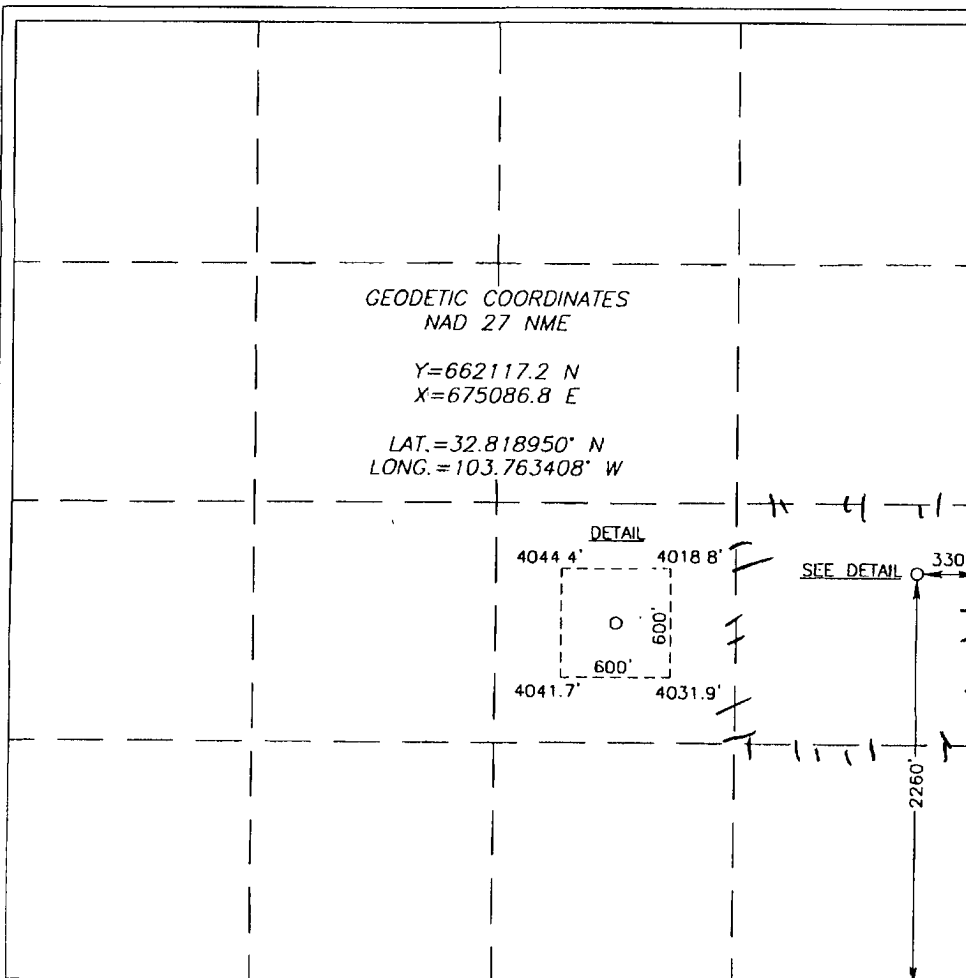 GEODETIC COORDINATES
NAD 27 NME
Y=662117.2 N
X=675086.8 E
LAT.=32.818950° N
LONG.=103.763408° W
DETAIL
4044 4' 4018 8'
600'
600'
4041.7' 4031.9'
SEE DETAIL
330
2260'